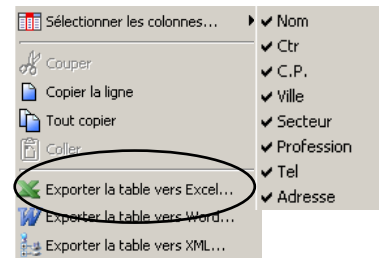 Sélectionner les colonnes...
Couper
Copier la ligne
Tout copier
Coller
Exporter la table vers Excel...
Exporter la table vers Word...
Exporter la table vers XML...
Nom
Ctr
C.P.
Ville
Secteur
Profession
Tel
Adresse